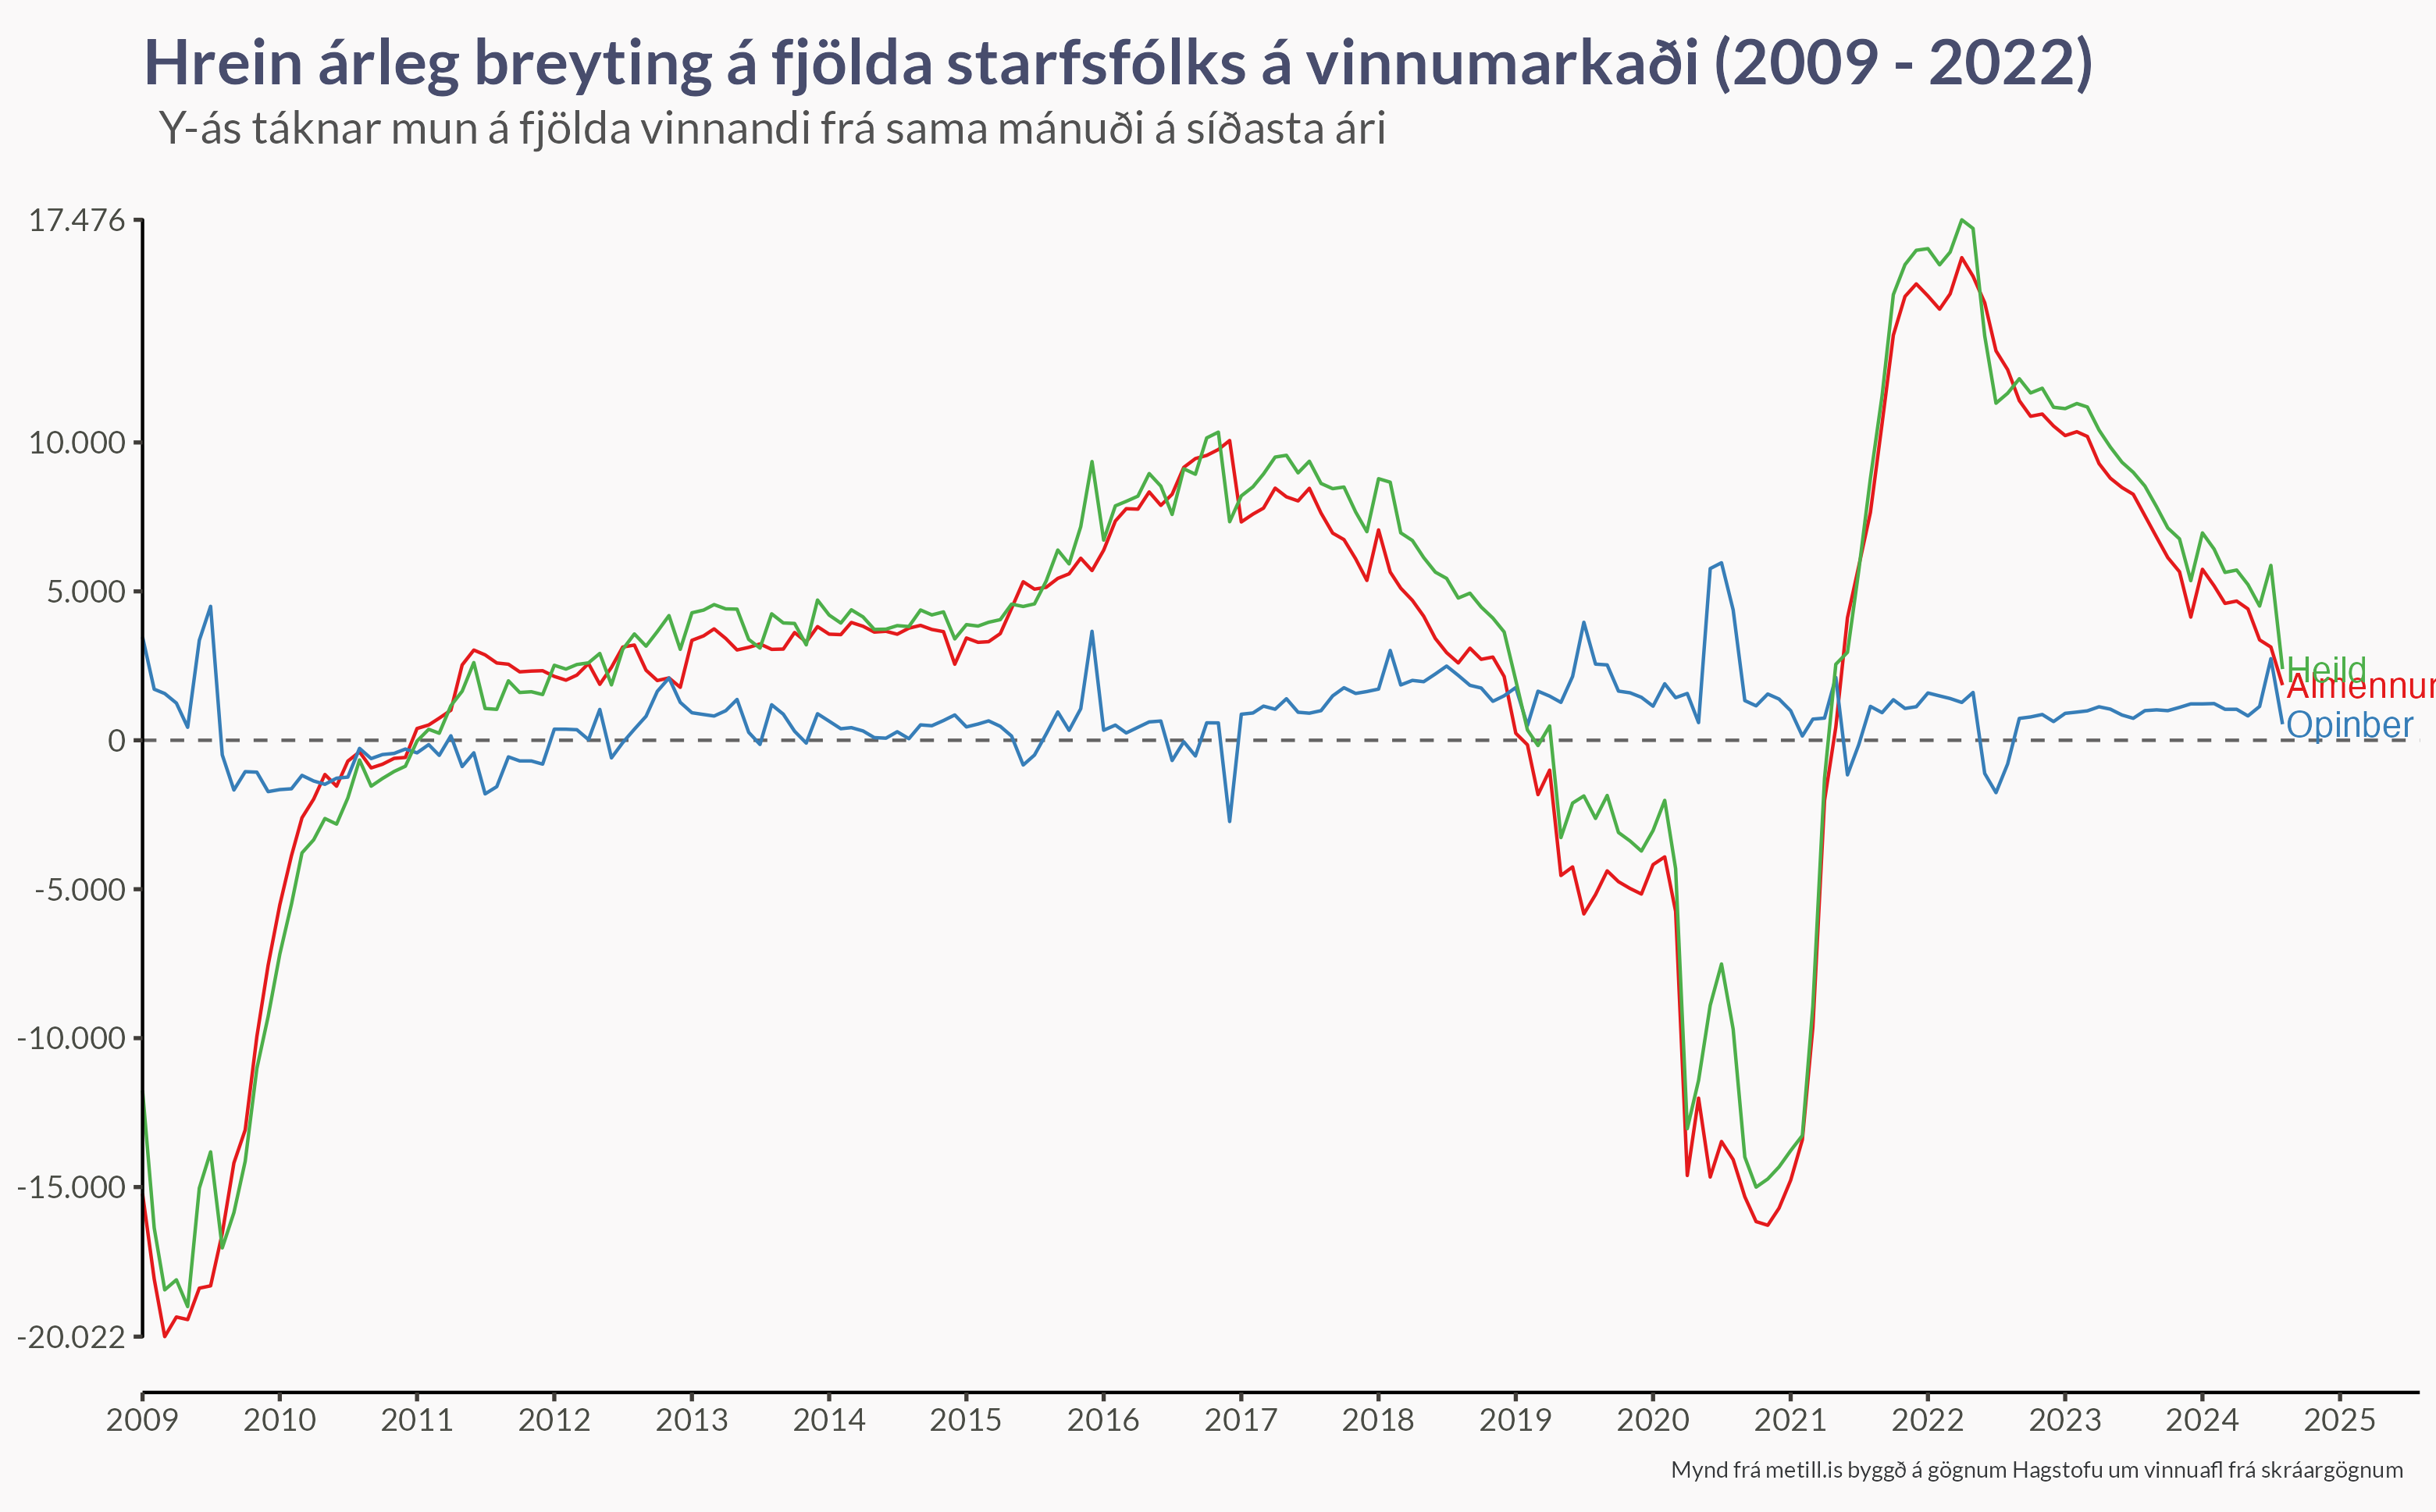 Hrein árleg breyting á fjölda starfsfólks á vinnumarkaði (2009 - 2022)
Y-ás táknar mun á fjölda vinnandi frá sama mánuði á síðasta ári
17.476
10.000
5.000
0
-5.000
-10.000
-15.000
-20.022
Heild
Almennur
Opinber
2009 2010 2011 2012 2013 2014 2015 2016 2017 2018 2019 2020 2021 2022 2023 2024 2025
Mynd frá metill.is byggð á gögnum Hagstofu um vinnuafl frá skráargögnum